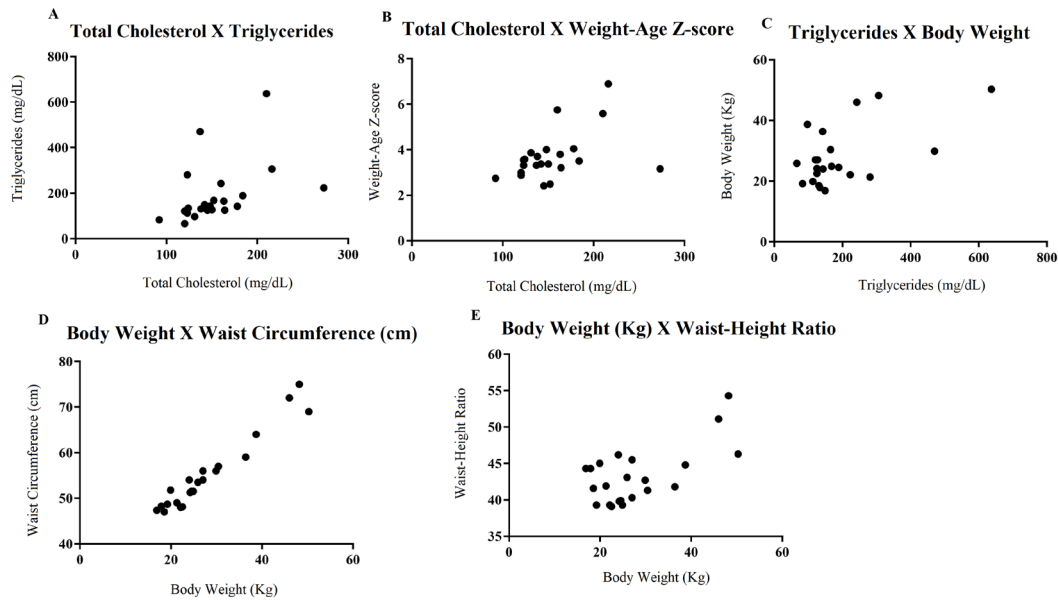 A
Total Cholesterol X Triglycerides
Triglycerides (mg/dL)
800
600
400
200
0
0 100 200 300
Total Cholesterol (mg/dL)
B
Total Cholesterol X Weight-Age Z-score
Weight-Age Z-score
8
6
4
2
0
0 100 200 300
Total Cholesterol (mg/dL)
C
Triglycerides X Body Weight
Body Weight (Kg)
60
40
20
0
0 200 400 600 800
Triglycerides (mg/dL)
D
Body Weight X Waist Circumference (cm)
Waist Circumference (cm)
80
70
60
50
40
0 20 40 60
Body Weight (Kg)
E
Body Weight (Kg) X Waist-Height Ratio
Waist-Height Ratio
60
55
50
45
40
35
0 20 40 60
Body Weight (Kg)